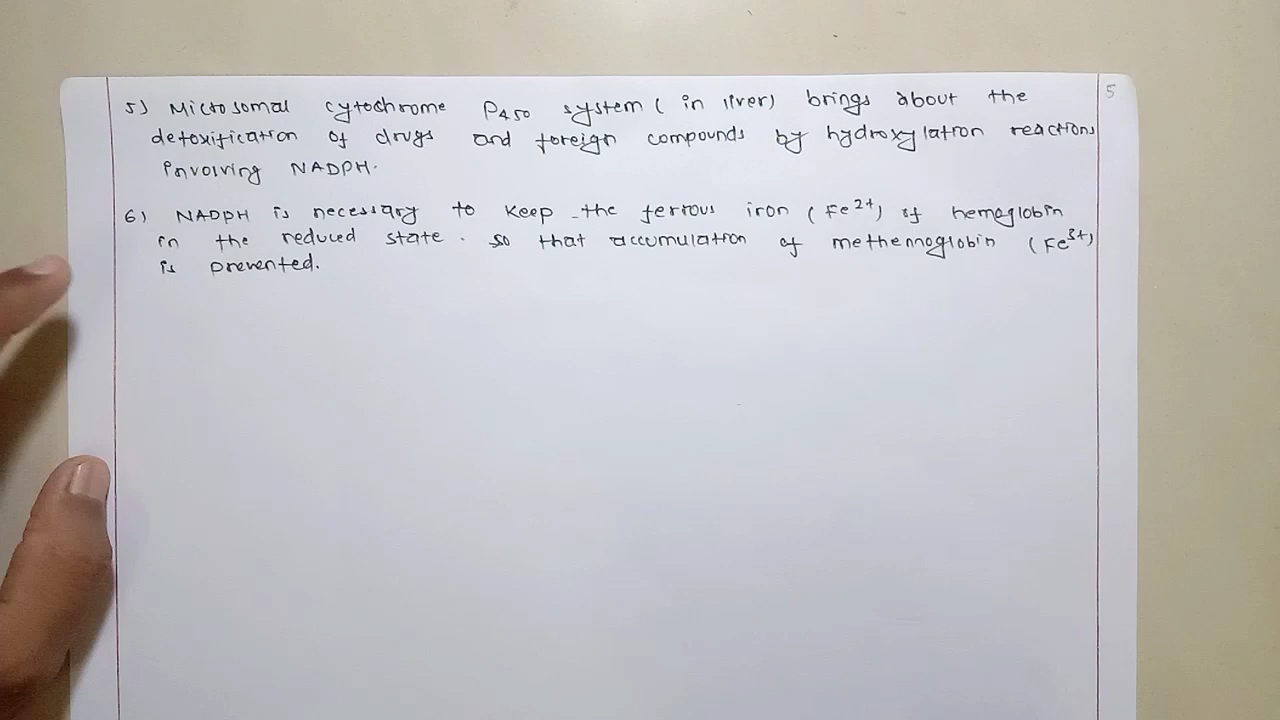 5
5) Microsomal cytochrome P450 system ( in liver) brings about the
detoxification of drugs and foreign compounds by hydroxylation reactions
involving NADPH.
6) NADPH is necessary to keep the ferrous iron ( Fe2+) of hemoglobin
in the reduced state. so that accumulation of methemoglobin ( Fe3+)
is prevented.